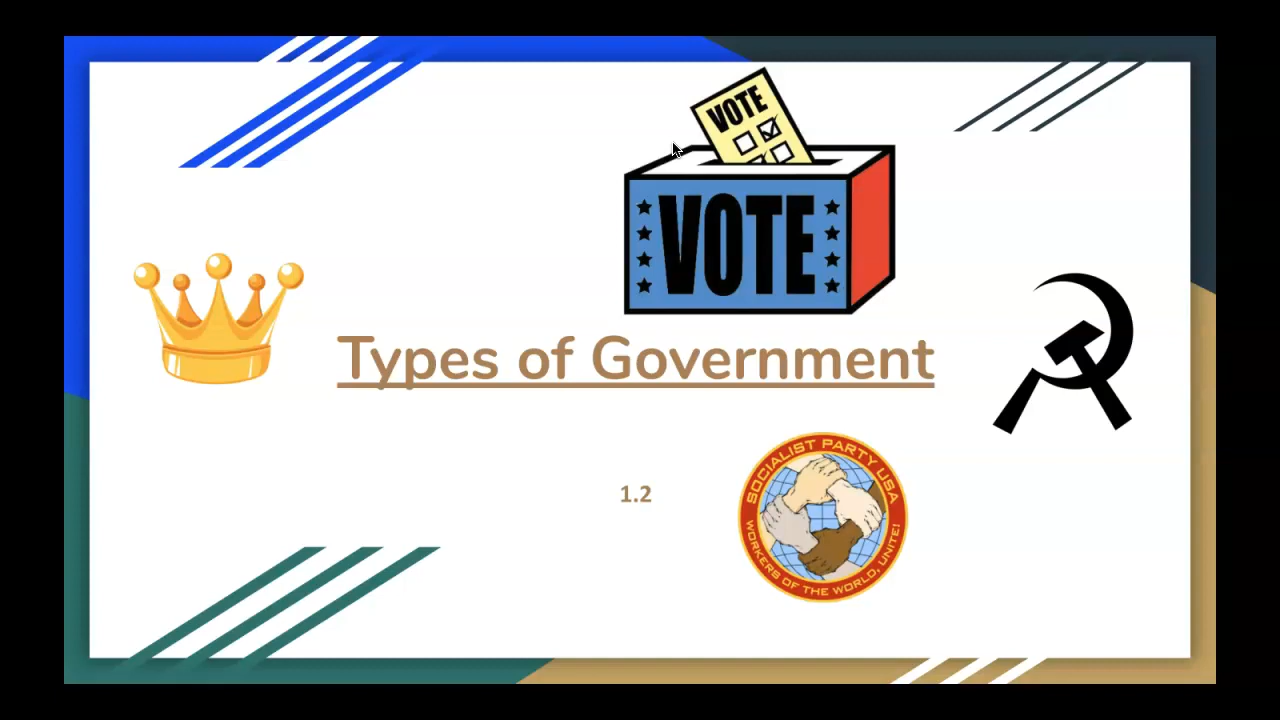 VOTE
VOTE
Types of Government
1.2
SOCIALIST PARTY USA
WORKERS OF THE WORLD, UNITE!